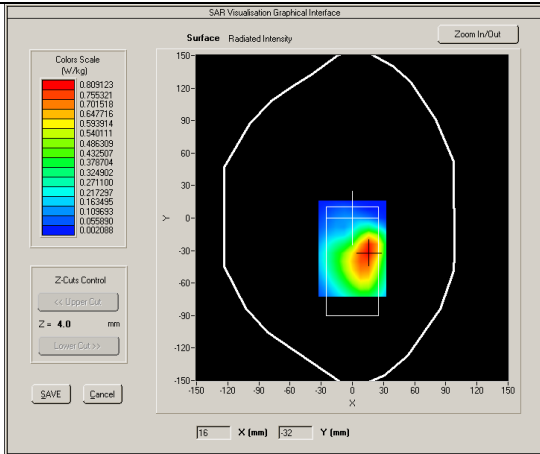 SAR Visualisation Graphical Interface
Surface Radiated Intensity
Zoom In/Out
Colors Scale
(W/kg)
0.809123
0.755321
0.701518
0.647716
0.593914
0.540111
0.486309
0.432507
0.378704
0.324902
0.271100
0.217297
0.163495
0.109693
0.055890
0.002088
Z-Cuts Control
<< Upper Cut
Z = 4.0 mm
Lower Cut >>
SAVE Cancel
150
120
90
60
30
0
-30
-60
-90
-120
-150
Y
-150 -120 -90 -60 -30 0 30 60 90 120 150
X
16 X (mm) -32 Y (mm)